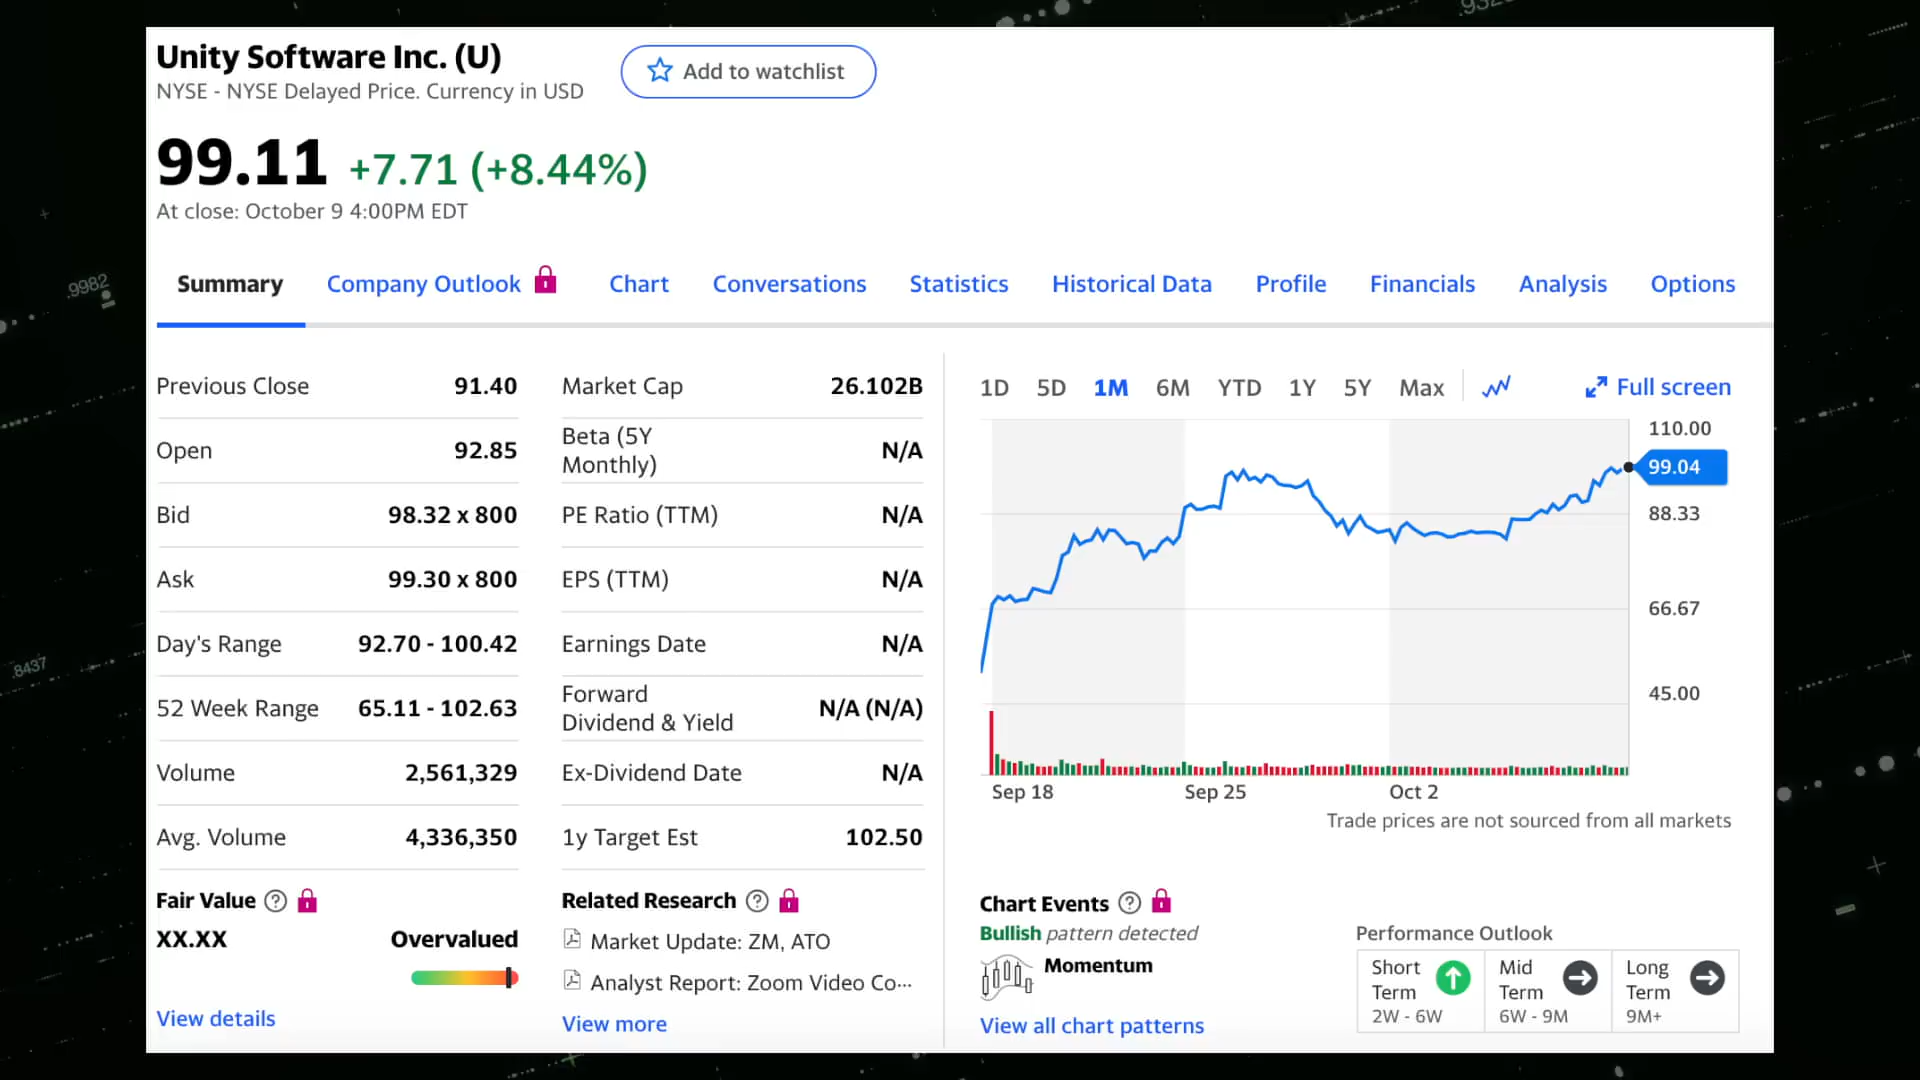 Unity Software Inc. (U)
Add to watchlist
NYSE - NYSE Delayed Price. Currency in USD
99.11 +7.71 (+8.44%)
At close: October 9 4:00PM EDT
Summary Company Outlook Chart Conversations Statistics Historical Data Profile Financials Analysis Options
Previous Close 91.40
Open 92.85
Bid 98.32 x 800
Ask 99.30 x 800
Day's Range 92.70 - 100.42
52 Week Range 65.11 - 102.63
Volume 2,561,329
Avg. Volume 4,336,350
Market Cap 26.102B
Beta (5Y
Monthly) N/A
PE Ratio (TTM) N/A
EPS (TTM) N/A
Earnings Date N/A
Forward
Dividend & Yield N/A (N/A)
Ex-Dividend Date N/A
1y Target Est 102.50
1D 5D 1M 6M YTD 1Y 5Y Max Full screen
110.00
99.04
88.33
66.67
45.00
Sep 18 Sep 25 Oct 2
Trade prices are not sourced from all markets
Fair Value ?
XX.XX Overvalued
View details
Related Research ?
Market Update: ZM, ATO
Analyst Report: Zoom Video Co...
View more
Chart Events ?
Bullish pattern detected
Momentum
View all chart patterns
Performance Outlook
Short
Term
2W - 6W
Mid
Term
6W - 9M
Long
Term
9M+
.9982
.8437